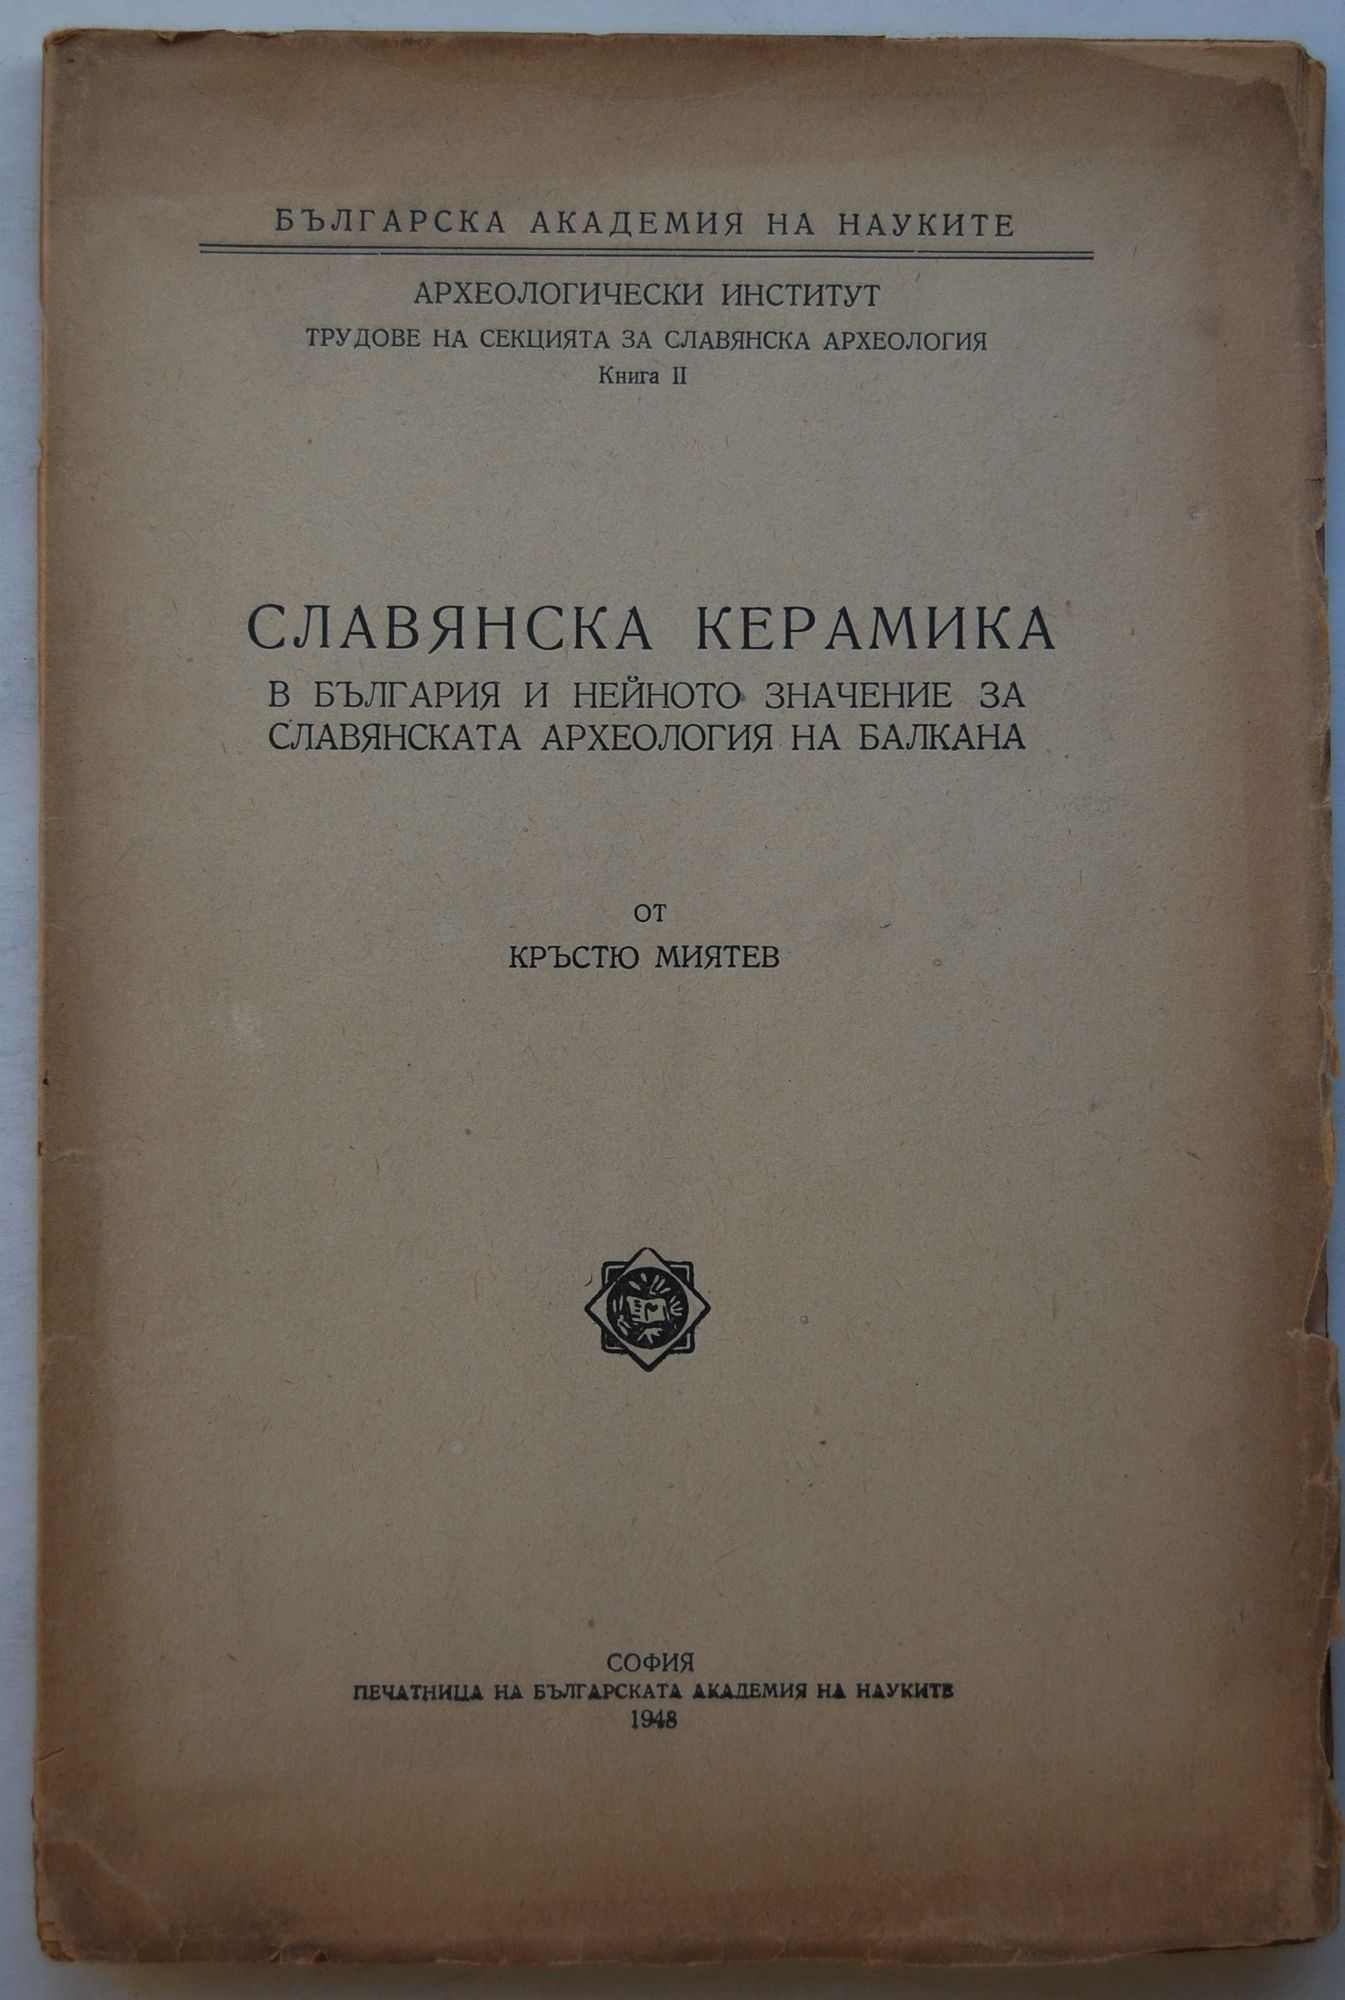 БЪЛГАРСКА АКАДЕМИЯ НА НАУКИТЕ
АРХЕОЛОГИЧЕСКИ ИНСТИТУТ
ТРУДОВЕ НА СЕКЦИЯТА ЗА СЛАВЯНСКА АРХЕОЛОГИЯ
Книга II
СЛАВЯНСКА КЕРАМИКА
В БЪЛГАРИЯ И НЕЙНОТО ЗНАЧЕНИЕ ЗА
СЛАВЯНСКАТА АРХЕОЛОГИЯ НА БАЛКАНА
ОТ
КРЪСТЮ МИЯТЕВ
СОФИЯ
ПЕЧАТНИЦА НА БЪЛГАРСКАТА АКАДЕМИЯ НА НАУКИТЕ
1948